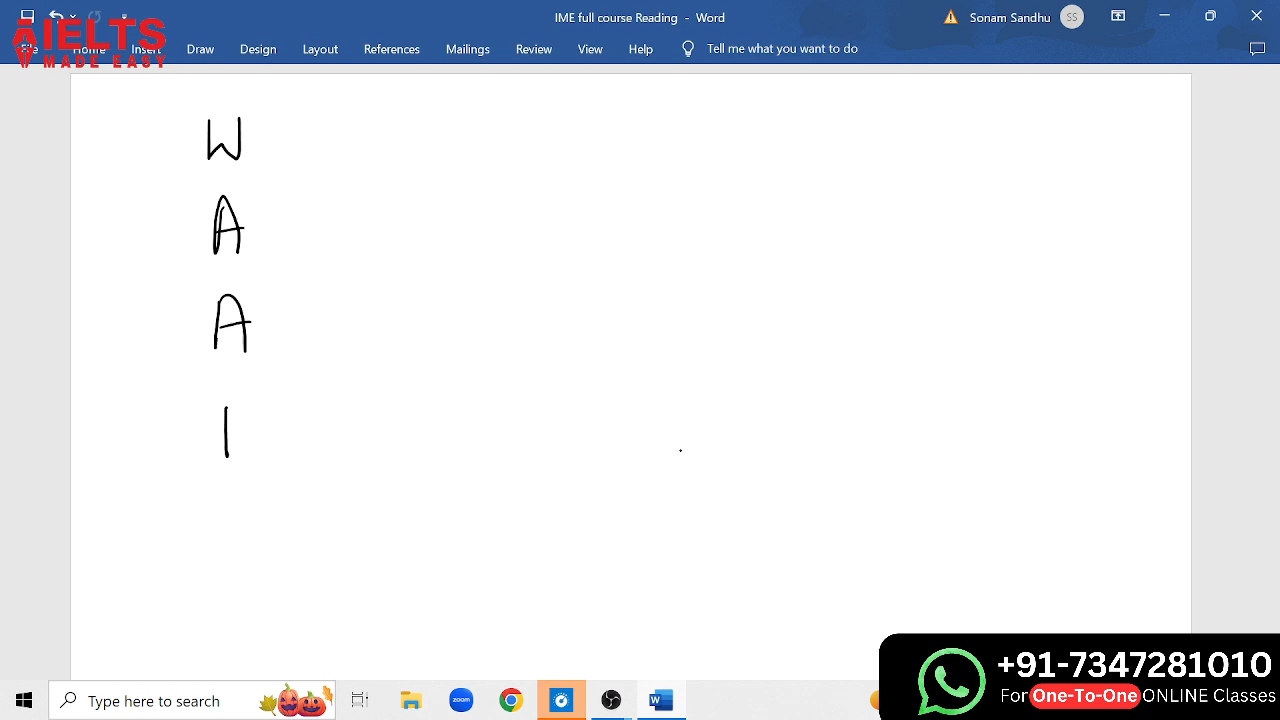 IME full course Reading - Word
Sonam Sandhu SS
IELTS
MADE EASY
File Home Insert Draw Design Layout References Mailings Review View Help Tell me what you want to do
W
A
A
I
+91-7347281010
For One-To-One ONLINE Classes
Type here to search
zoom
W